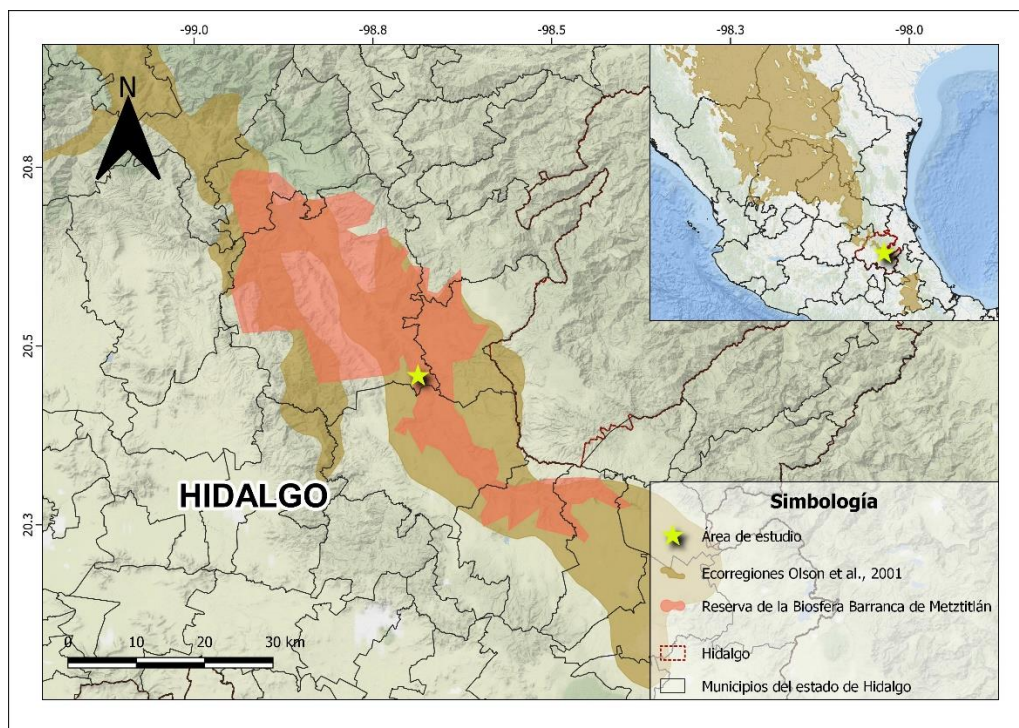 -99.0 -98.8 -98.5 -98.3 -98.0
N
20.8
20.5
20.3
HIDALGO
0 10 20 30 km
Simbología
Área de estudio
Ecorregiones Olson et al., 2001
Reserva de la Biosfera Barranca de Metztitlán
Hidalgo
Municipios del estado de Hidalgo